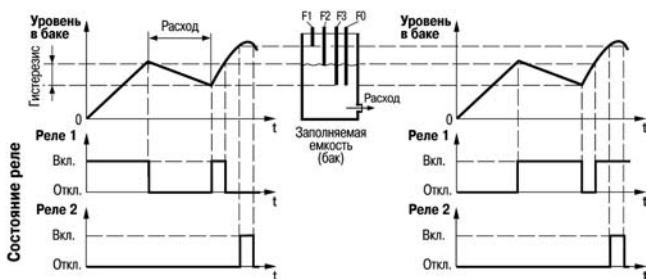 Уровень
в баке
Расход
Гистерезис
0
t
F1 F2 F3 F0
Расход
Заполняемая
емкость
(бак)
Уровень
в баке
0
t
Состояние реле
Реле 1
Вкл.
Откл.
t
Реле 1
Вкл.
Откл.
t
Реле 2
Вкл.
Откл.
t
Реле 2
Вкл.
Откл.
t